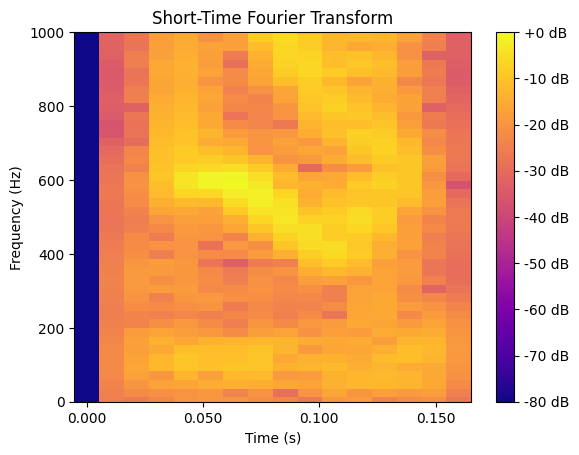 Short-Time Fourier Transform
Frequency (Hz)
1000
800
600
400
200
0
0.000
0.050
0.100
0.150
Time (s)
+0 dB
-10 dB
-20 dB
-30 dB
-40 dB
-50 dB
-60 dB
-70 dB
-80 dB